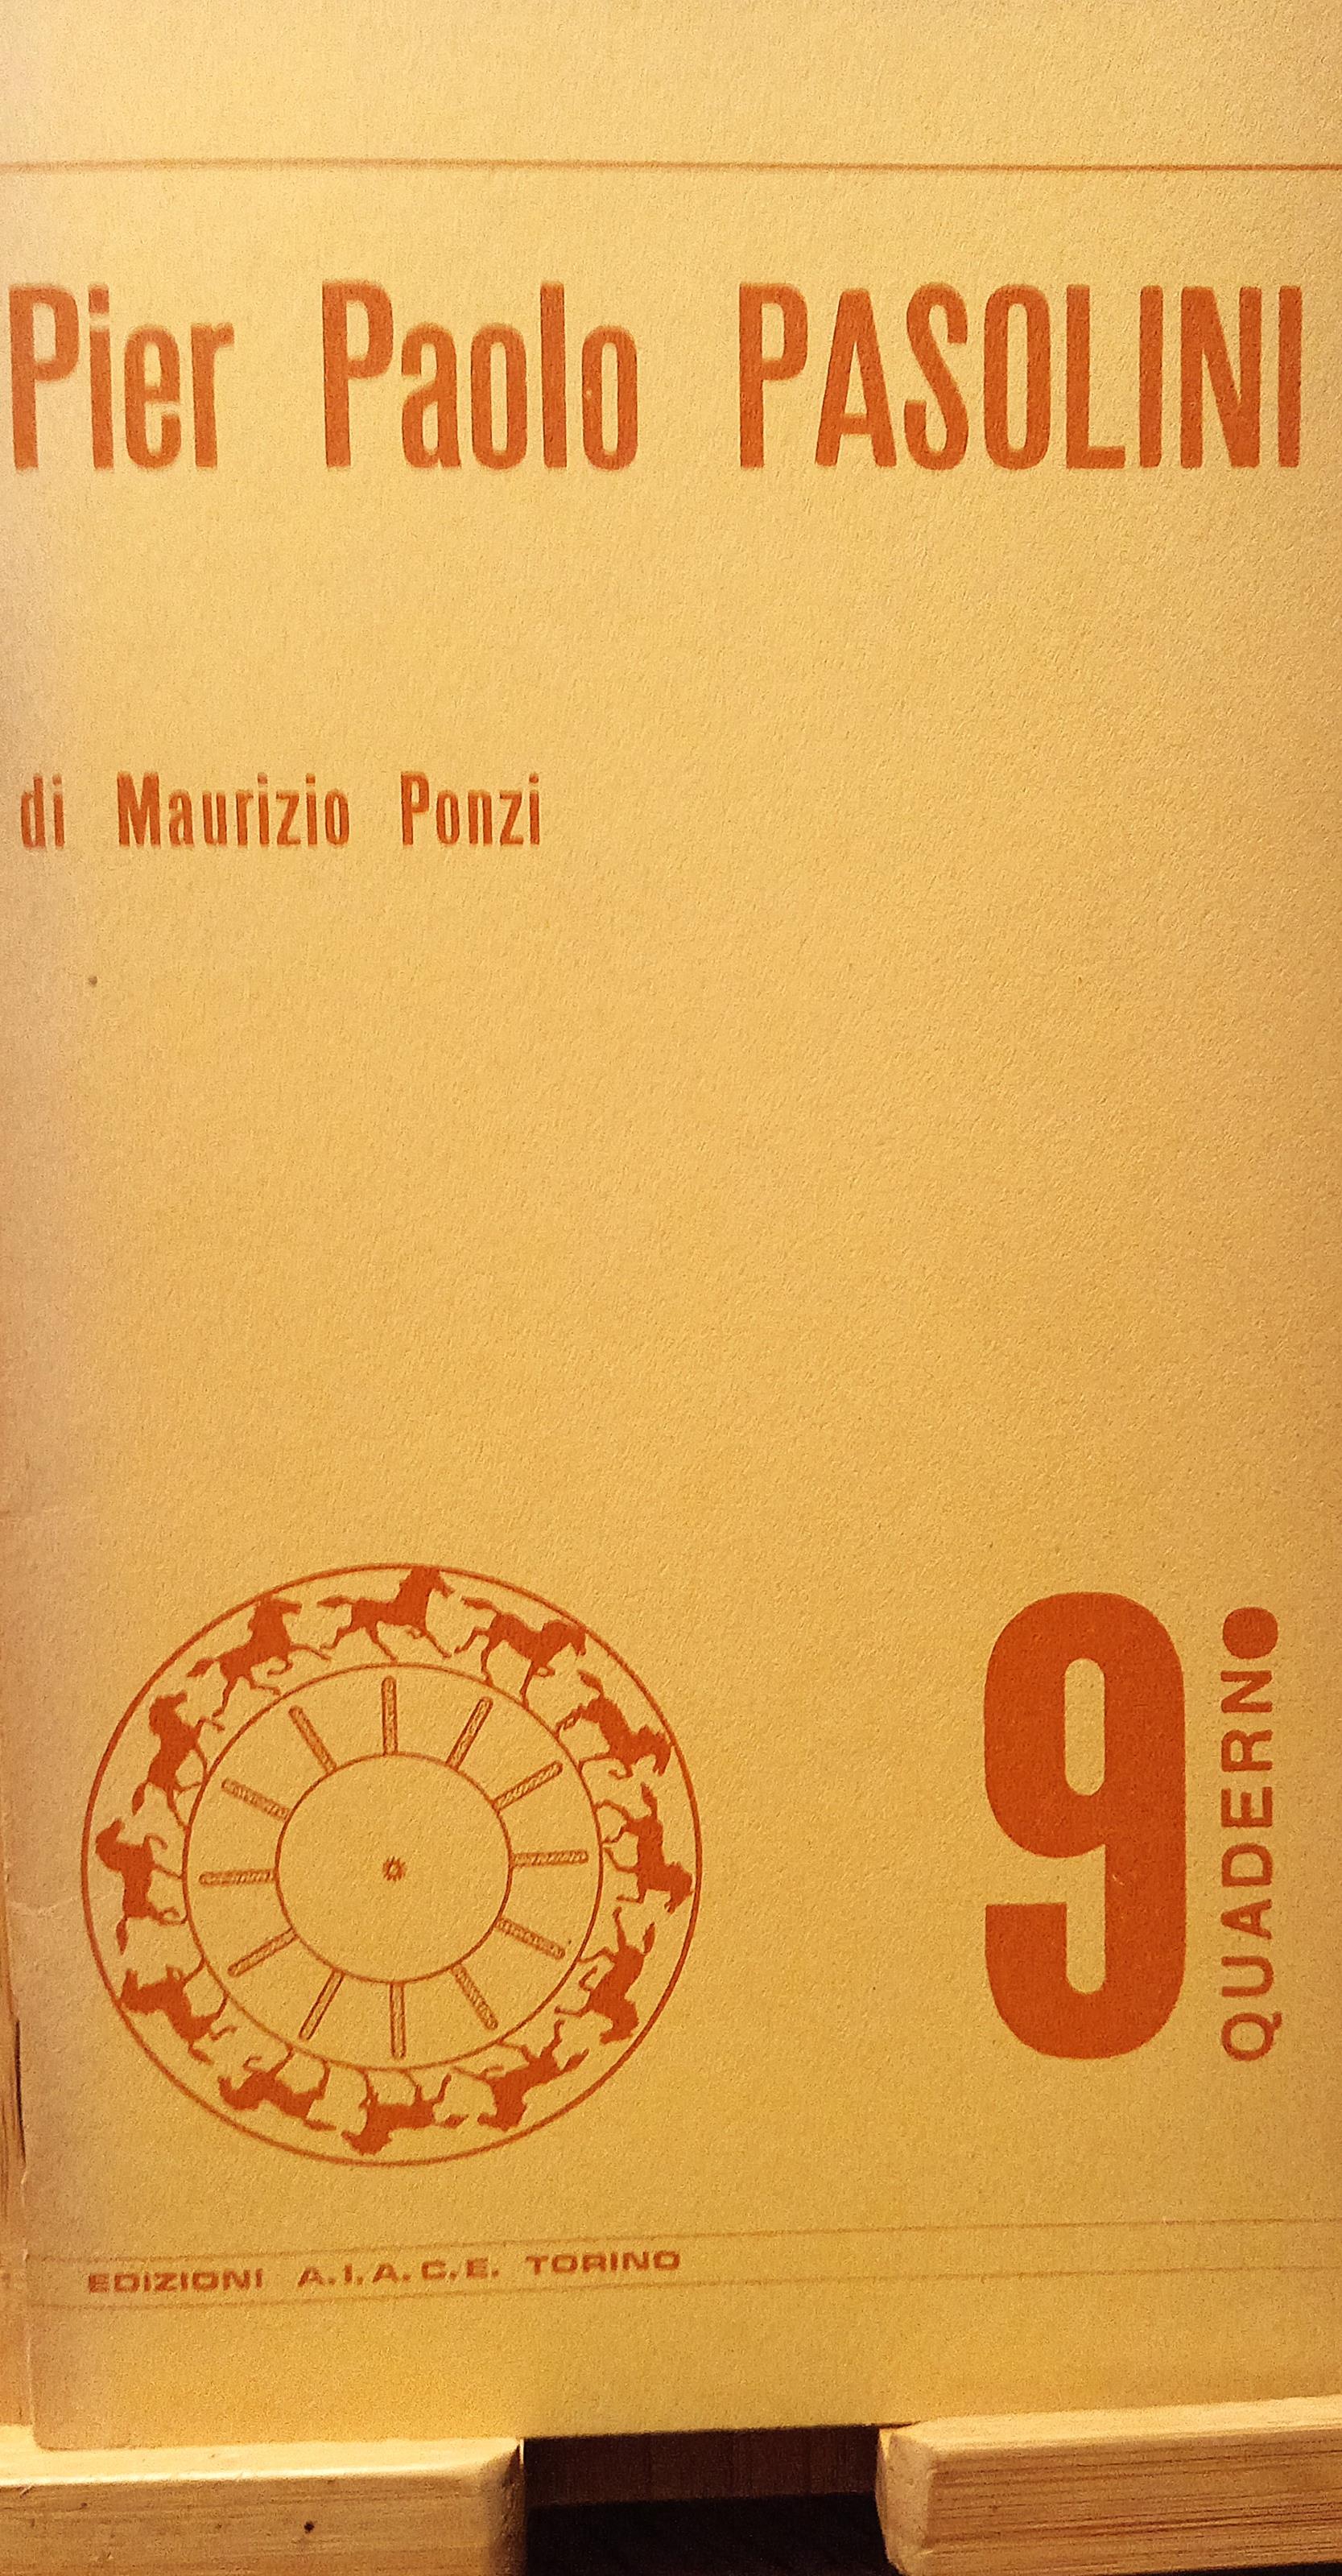 Pier Paolo PASOLINI
di Maurizio Ponzi
9
QUADERNO
EDIZIONI A.I.A.C.E. TORINO